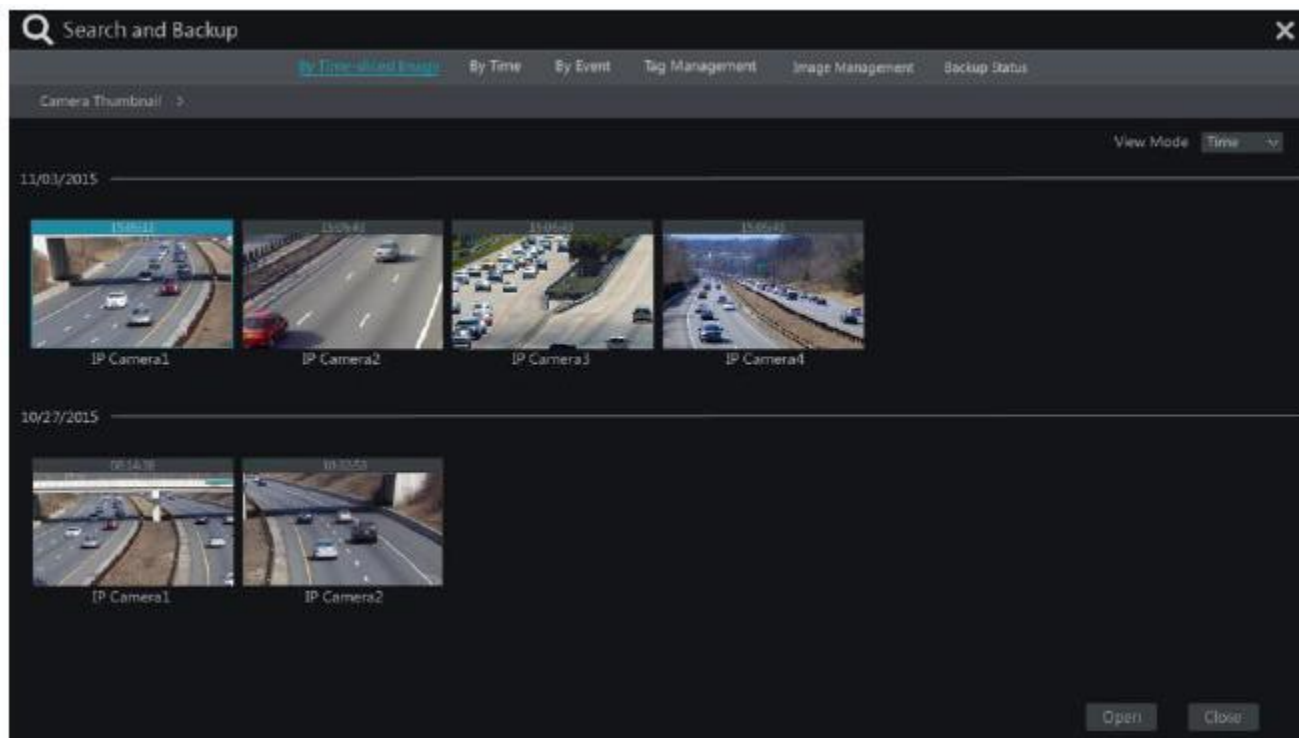 Search and Backup
By Time-sliced Image By Time By Event Tag Management Image Management Backup Status
Camera Thumbnail >
View Mode Time
11/03/2015
IP Camera1 IP Camera2 IP Camera3 IP Camera4
10/27/2015
IP Camera1 IP Camera2
Open Close